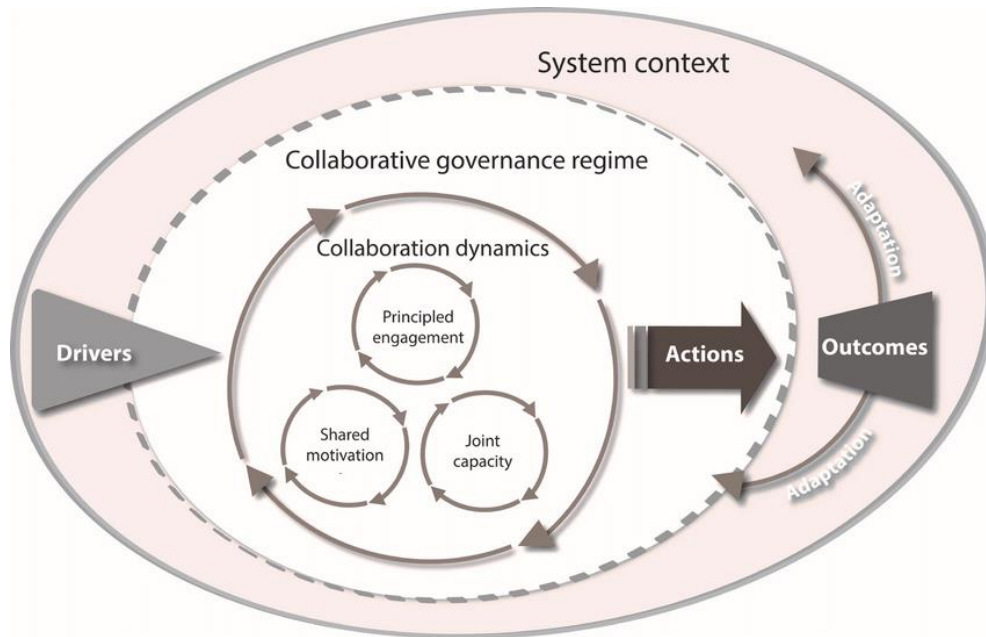 System context
Collaborative governance regime
Collaboration dynamics
Principled
engagement
Shared
motivation
Joint
capacity
Drivers
Actions
Outcomes
Adaptation
Adaptation